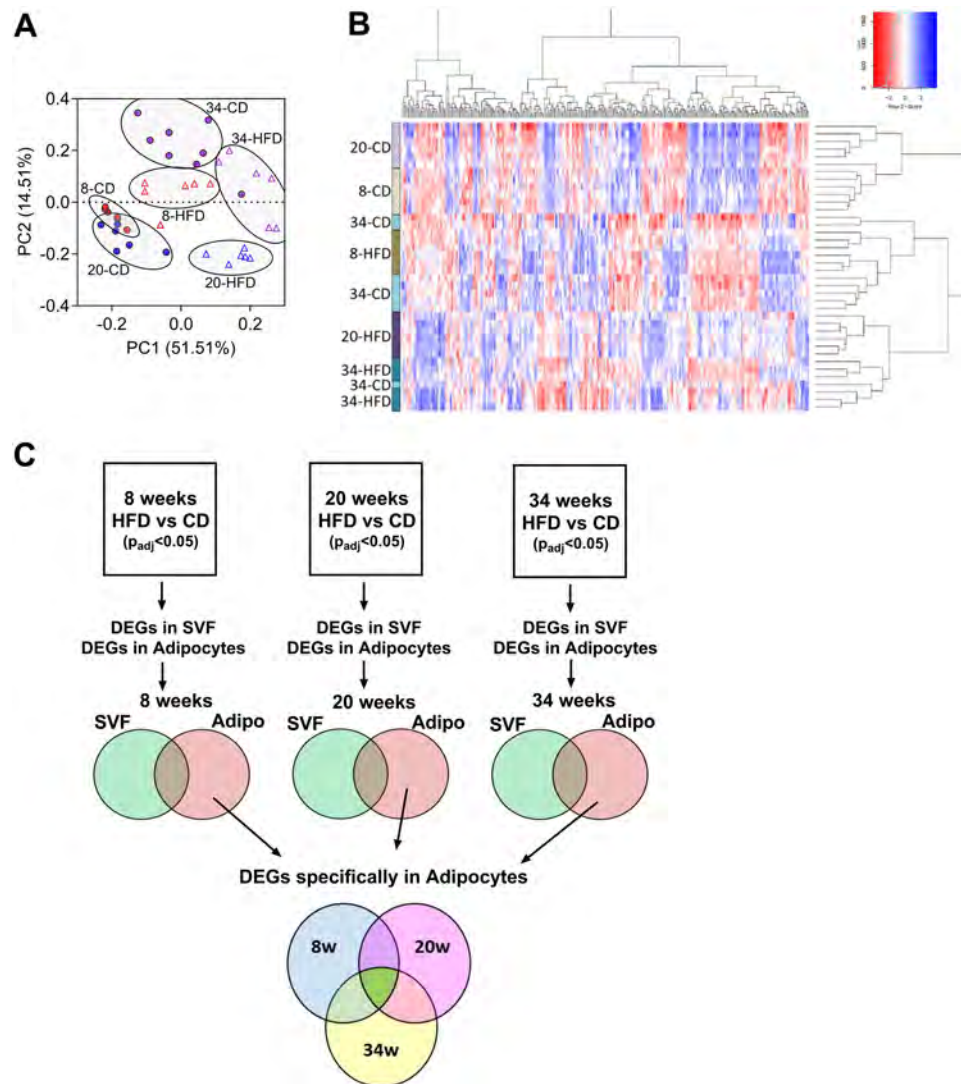 A
34-CD
34-HFD
8-CD
8-HFD
20-CD
20-HFD
0.4
0.2
0.0
-0.2
-0.4
PC2 (14.51%)
-0.2
0.0
0.2
PC1 (51.51%)
B
20-CD
8-CD
34-CD
8-HFD
34-CD
20-HFD
34-HFD
34-CD
34-HFD
C
8 weeks
HFD vs CD
(padj<0.05)
20 weeks
HFD vs CD
(padj<0.05)
34 weeks
HFD vs CD
(padj<0.05)
DEGs in SVF
DEGs in Adipocytes
DEGs in SVF
DEGs in Adipocytes
DEGs in SVF
DEGs in Adipocytes
8 weeks
SVF Adipo
20 weeks
SVF Adipo
34 weeks
SVF Adipo
DEGs specifically in Adipocytes
8w
20w
34w